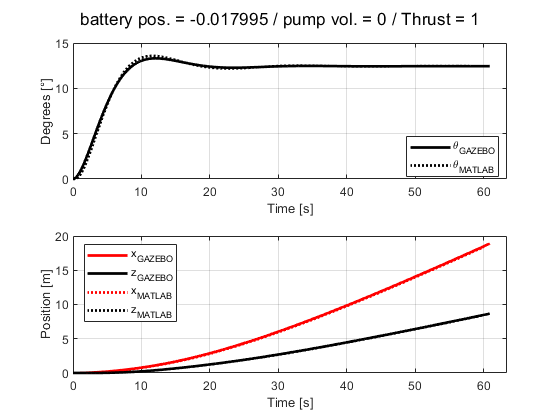 battery pos. = -0.017995 / pump vol. = 0 / Thrust = 1
15
10
5
0
Degrees [°]
θGAZEBO
θMATLAB
0 10 20 30 40 50 60
Time [s]
20
15
10
5
0
Position [m]
xGAZEBO
zGAZEBO
xMATLAB
zMATLAB
0 10 20 30 40 50 60
Time [s]